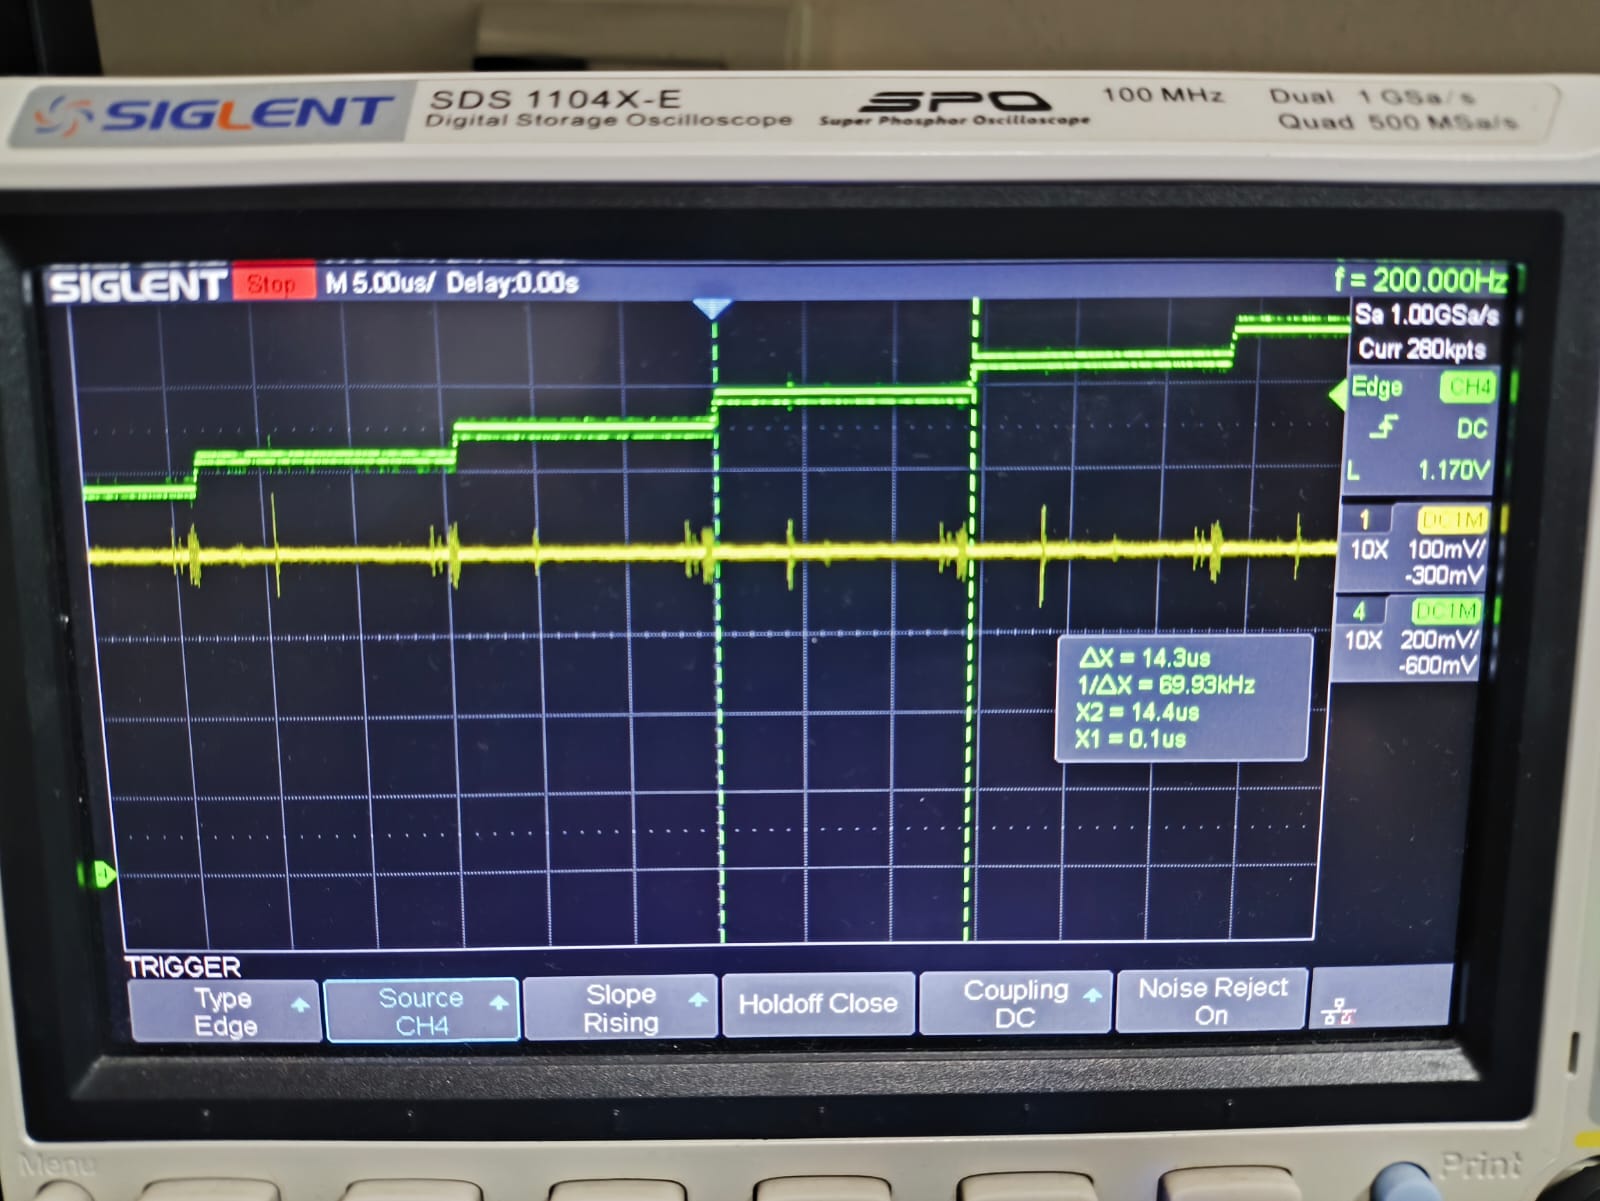 SIGLENT
SDS 1104X-E
Digital Storage Oscilloscope
SPO
Super Phosphor Oscilloscope
100 MHz
Dual 1 GSa/s
Quad 500 MSa/s
SIGLENT Stop M 5.00us/ Delay:0.00s f = 200.000Hz
Sa 1.00GSa/s
Curr 280kpts
Edge CH4
DC
L 1.170V
1 DC1M
10X 100mV/
-300mV
4 DC1M
10X 200mV/
-600mV
ΔX = 14.3us
1/ΔX = 69.93kHz
X2 = 14.4us
X1 = 0.1us
4
TRIGGER
Type
Edge
Source
CH4
Slope
Rising
Holdoff Close
Coupling
DC
Noise Reject
On
Menu
Print